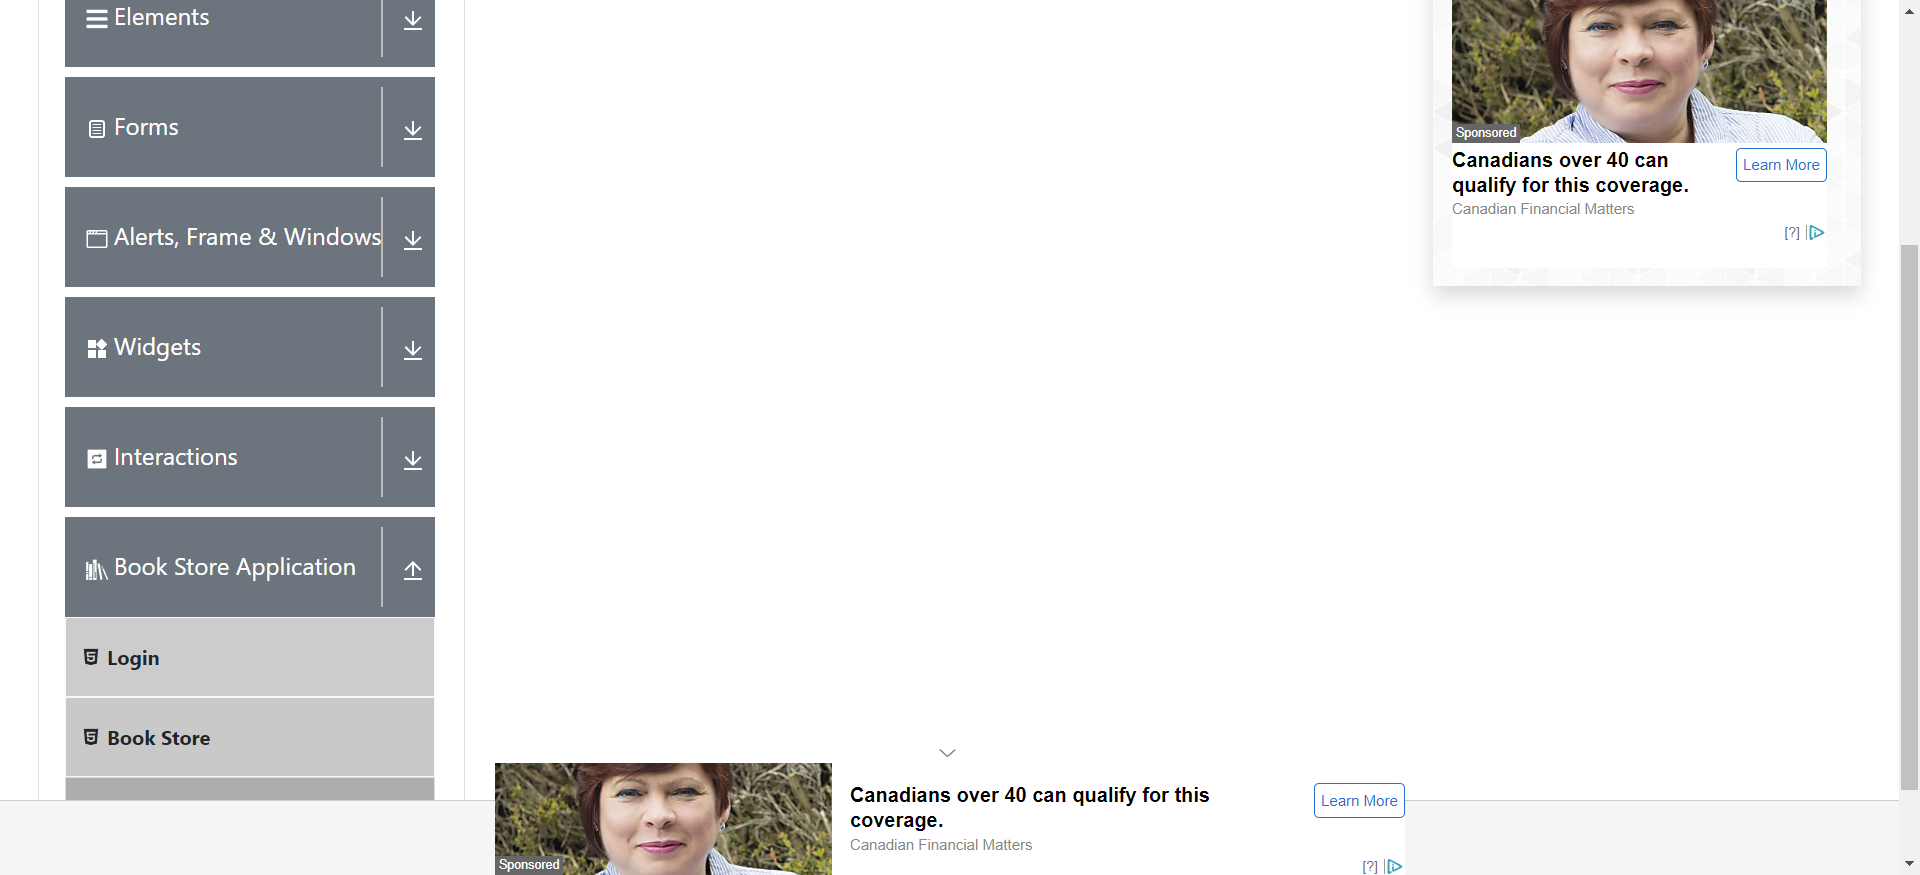 Elements
Forms
Alerts, Frame & Windows
Widgets
Interactions
Book Store Application
Login
Book Store
Sponsored
Canadians over 40 can
qualify for this coverage.
Learn More
Canadian Financial Matters
[?]
Canadians over 40 can qualify for this
coverage.
Learn More
Canadian Financial Matters
Sponsored
[?]